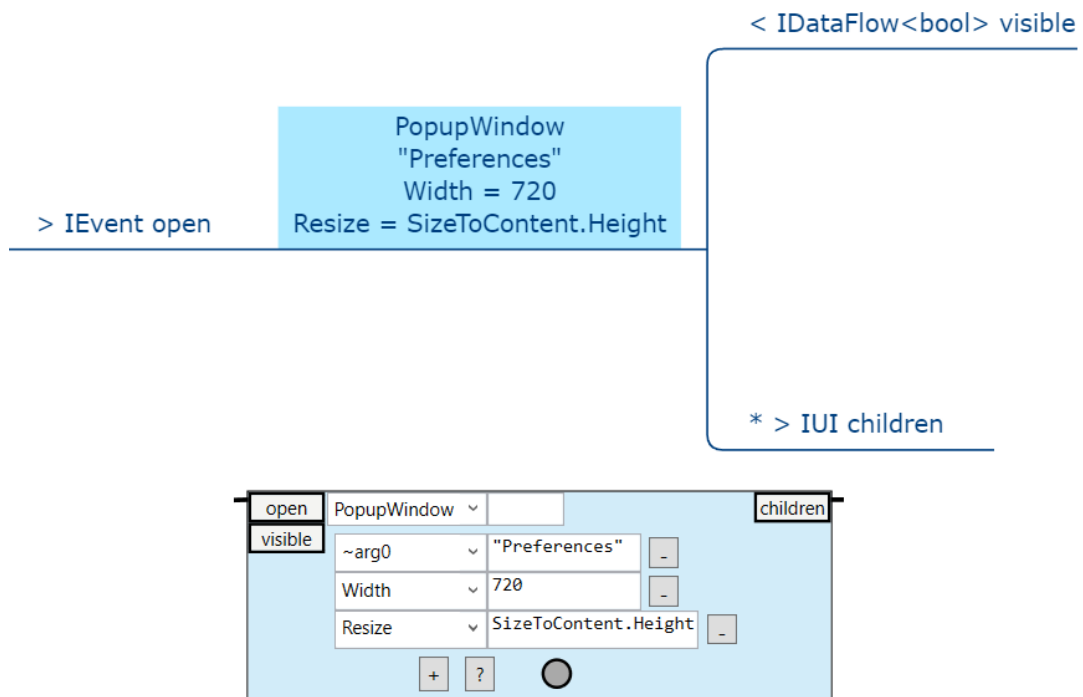 < IDataFlow<bool> visible
PopupWindow
"Preferences"
Width = 720
> IEvent open
Resize = SizeToContent.Height
* > IUI children
open
PopupWindow
children
visible
~arg0
"Preferences"
-
Width
720
-
Resize
SizeToContent.Height
-
+
?